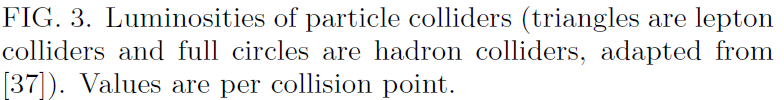 FIG. 3. Luminosities of particle colliders (triangles are lepton
colliders and full circles are hadron colliders, adapted from
[37]). Values are per collision point.